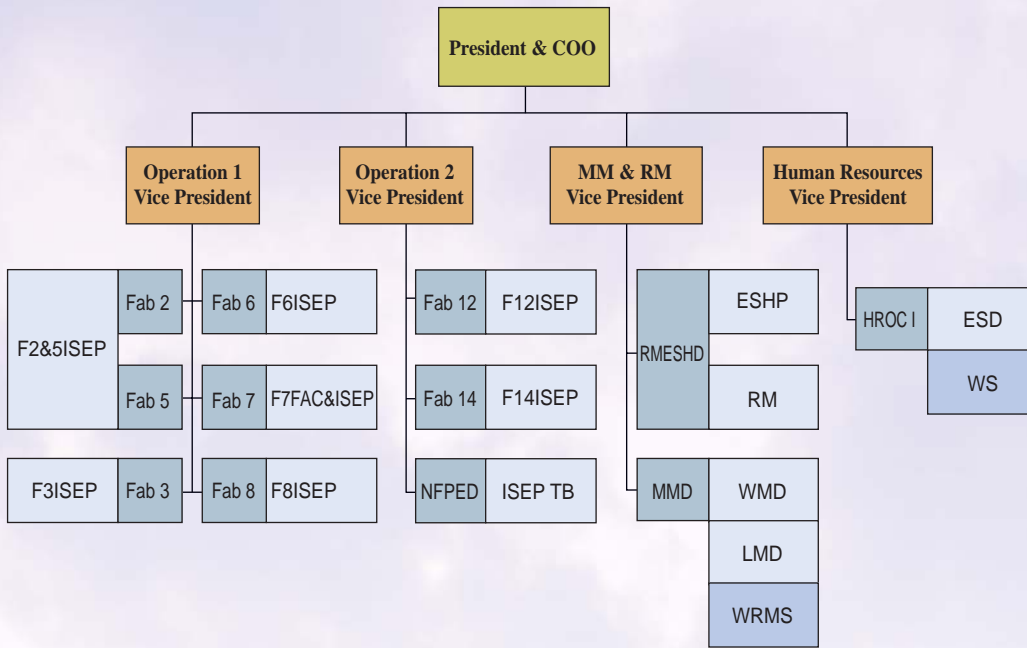 President & COO
Operation 1
Vice President
Operation 2
Vice President
MM & RM
Vice President
Human Resources
Vice President
F2&5ISEP
Fab 2
Fab 5
F3ISEP
Fab 3
Fab 6
F6ISEP
Fab 7
F7FAC&ISEP
Fab 8
F8ISEP
Fab 12
F12ISEP
Fab 14
F14ISEP
NFPED
ISEP TB
RMESHD
ESHP
RM
MMD
WMD
LMD
WRMS
HROC I
ESD
WS